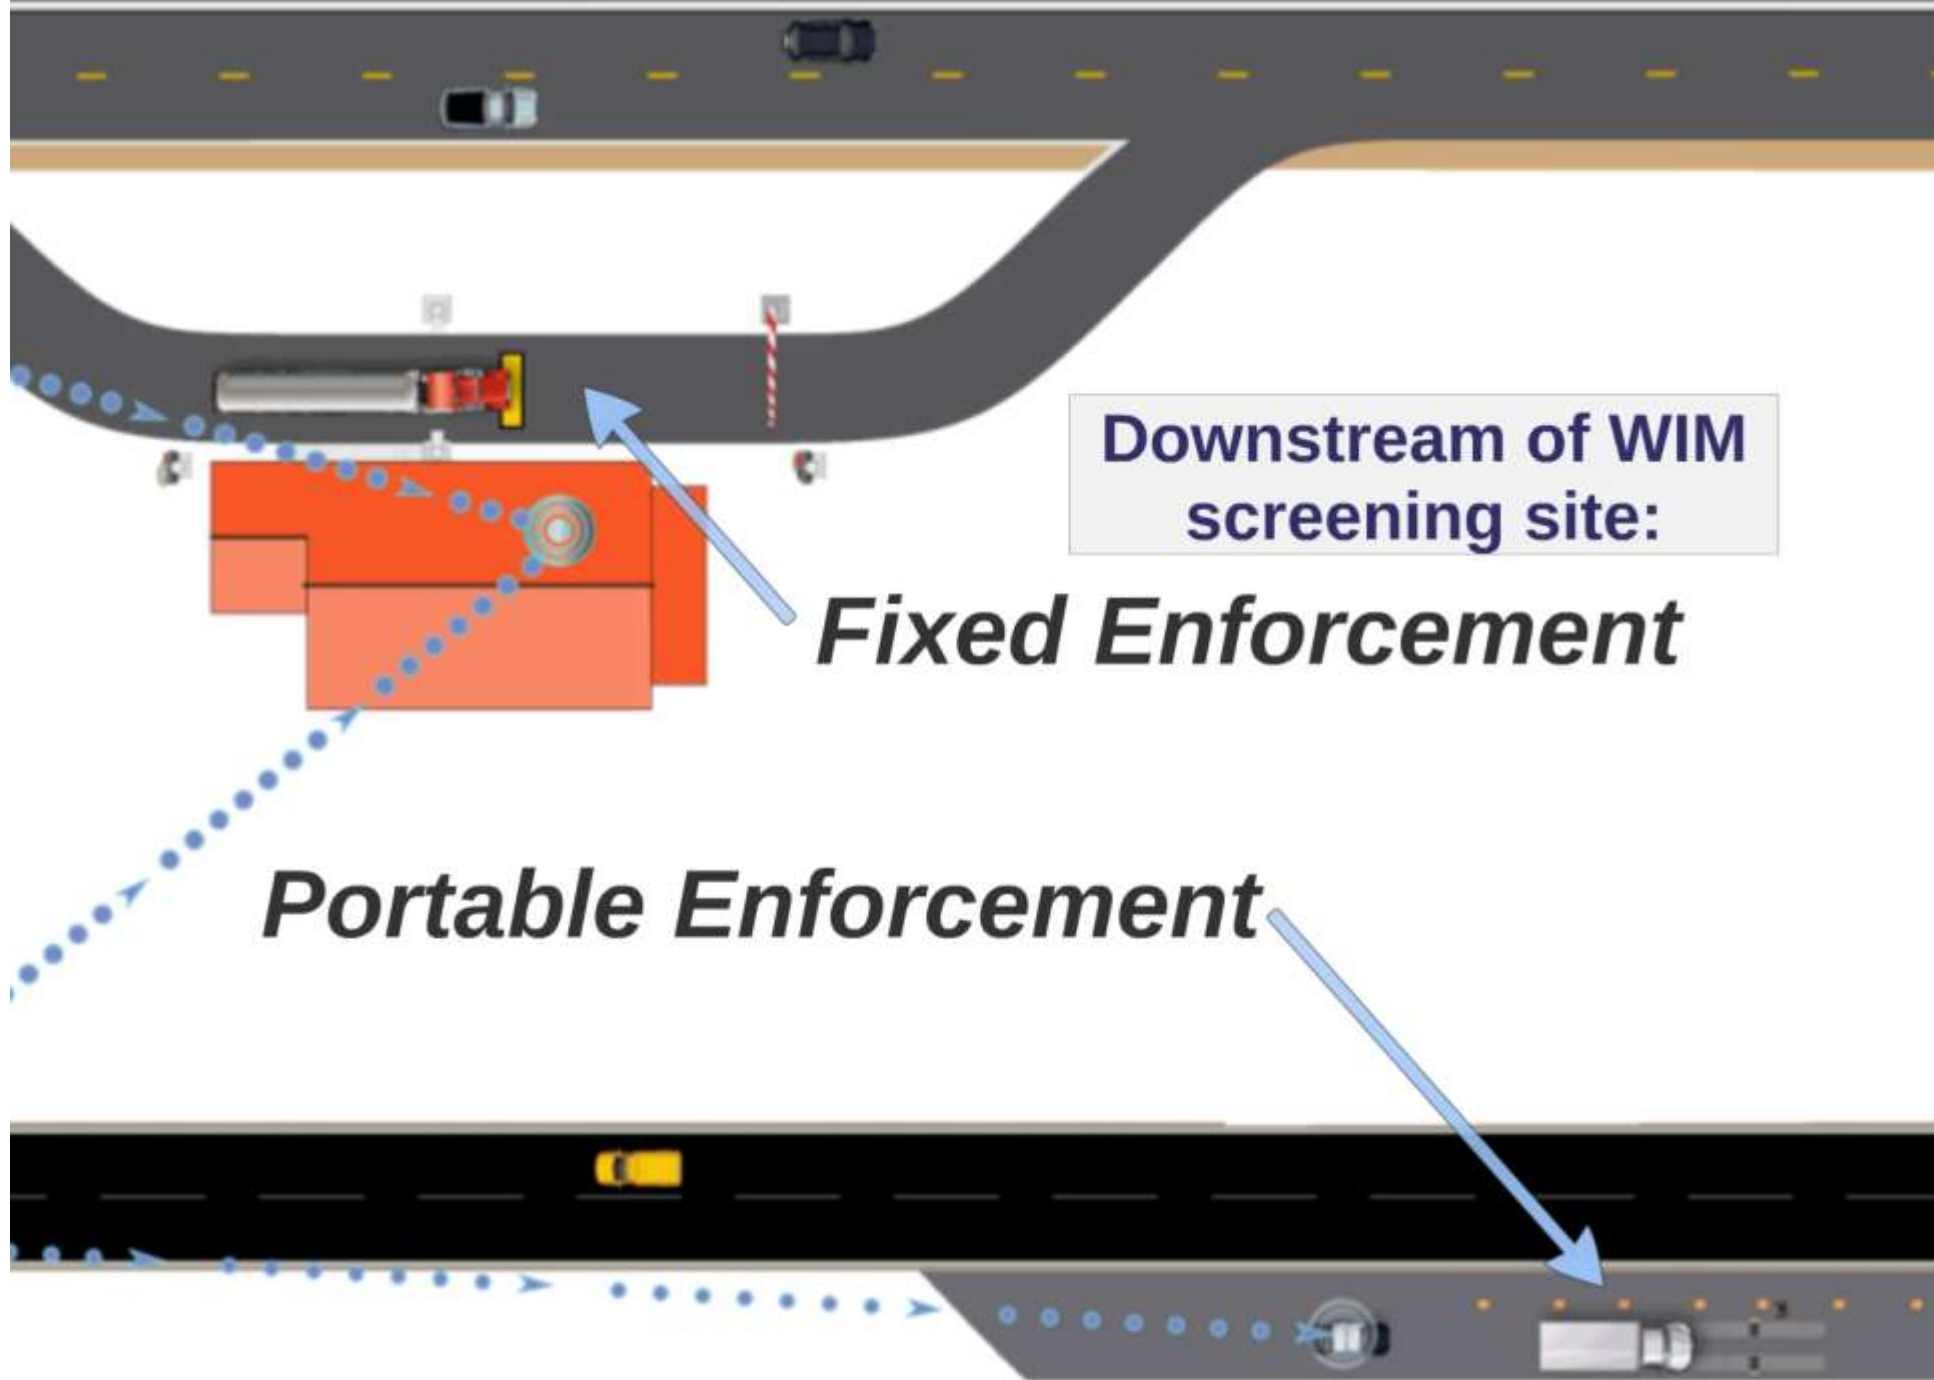 Downstream of WIM
screening site:
Fixed Enforcement
Portable Enforcement